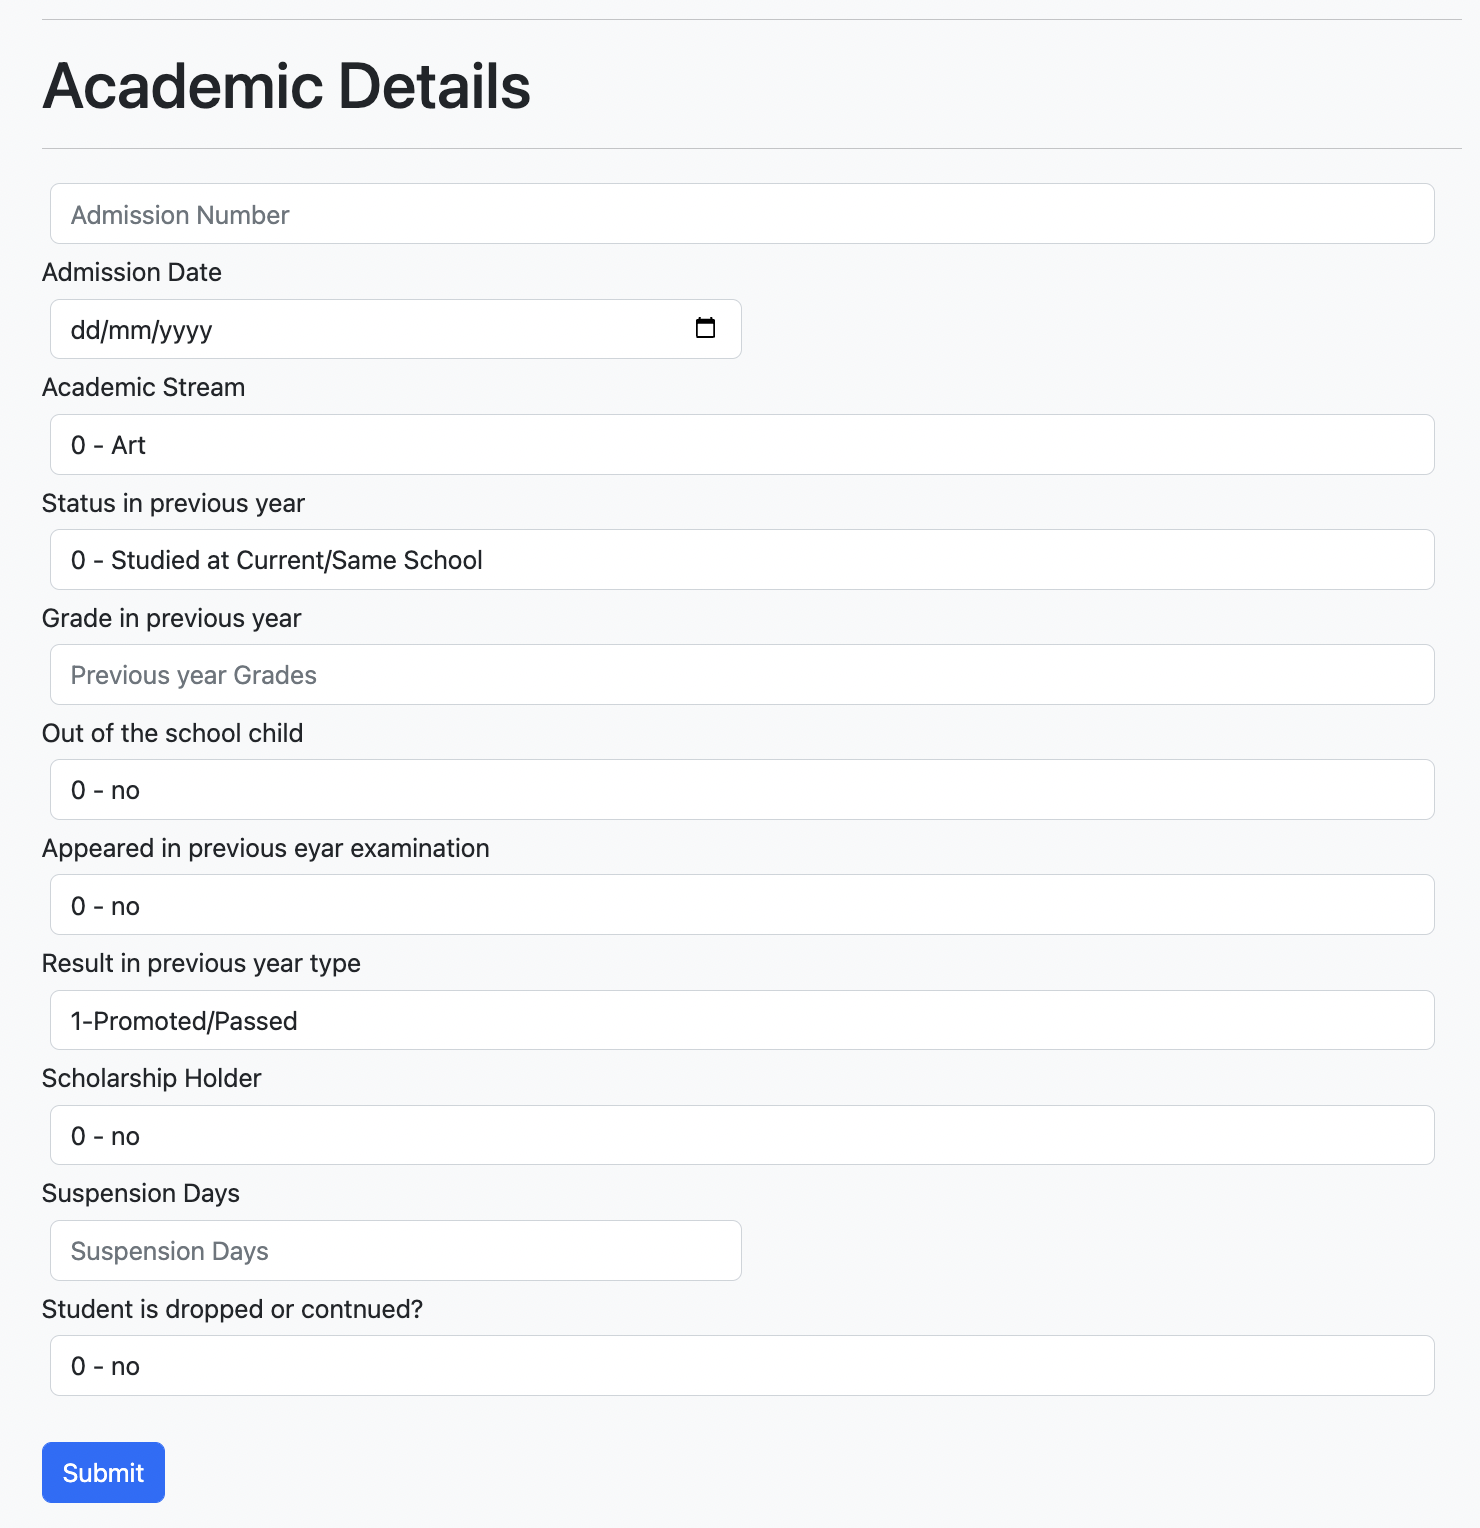 Academic Details
Admission Number
Admission Date
dd/mm/yyyy
Academic Stream
0 - Art
Status in previous year
0 - Studied at Current/Same School
Grade in previous year
Previous year Grades
Out of the school child
0 - no
Appeared in previous eyar examination
0 - no
Result in previous year type
1-Promoted/Passed
Scholarship Holder
0 - no
Suspension Days
Suspension Days
Student is dropped or contnued?
0 - no
Submit